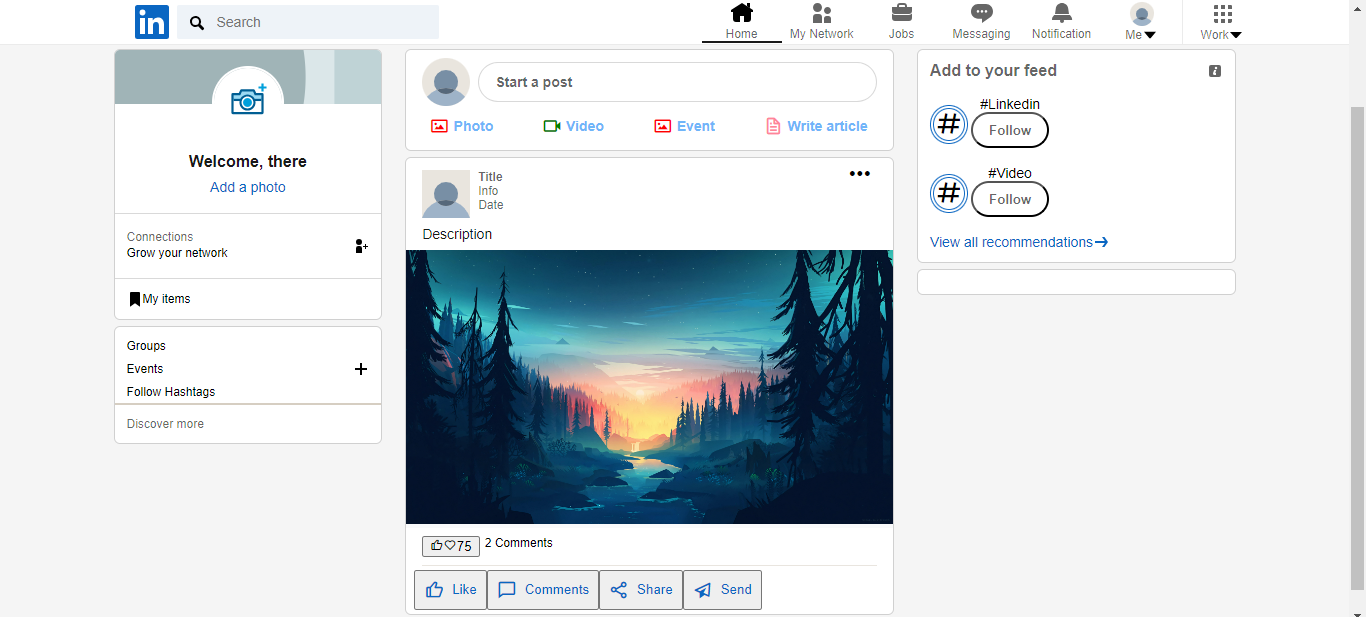 in Search Home My Network Jobs Messaging Notification Me Work
Welcome, there
Add a photo
Connections
Grow your network
My items
Groups
Events
Follow Hashtags
Discover more
Start a post
Photo Video Event Write article
Title
Info
Date
Description
75 2 Comments
Like Comments Share Send
Add to your feed
#Linkedin
# Follow
#Video
# Follow
View all recommendations